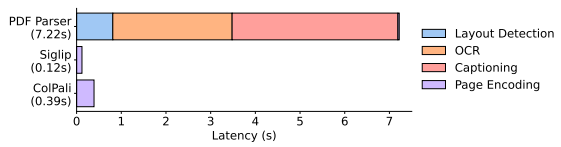 PDF Parser
(7.22s)
Siglip
(0.12s)
ColPali
(0.39s)
0 1 2 3 4 5 6 7
Latency (s)
Layout Detection
OCR
Captioning
Page Encoding